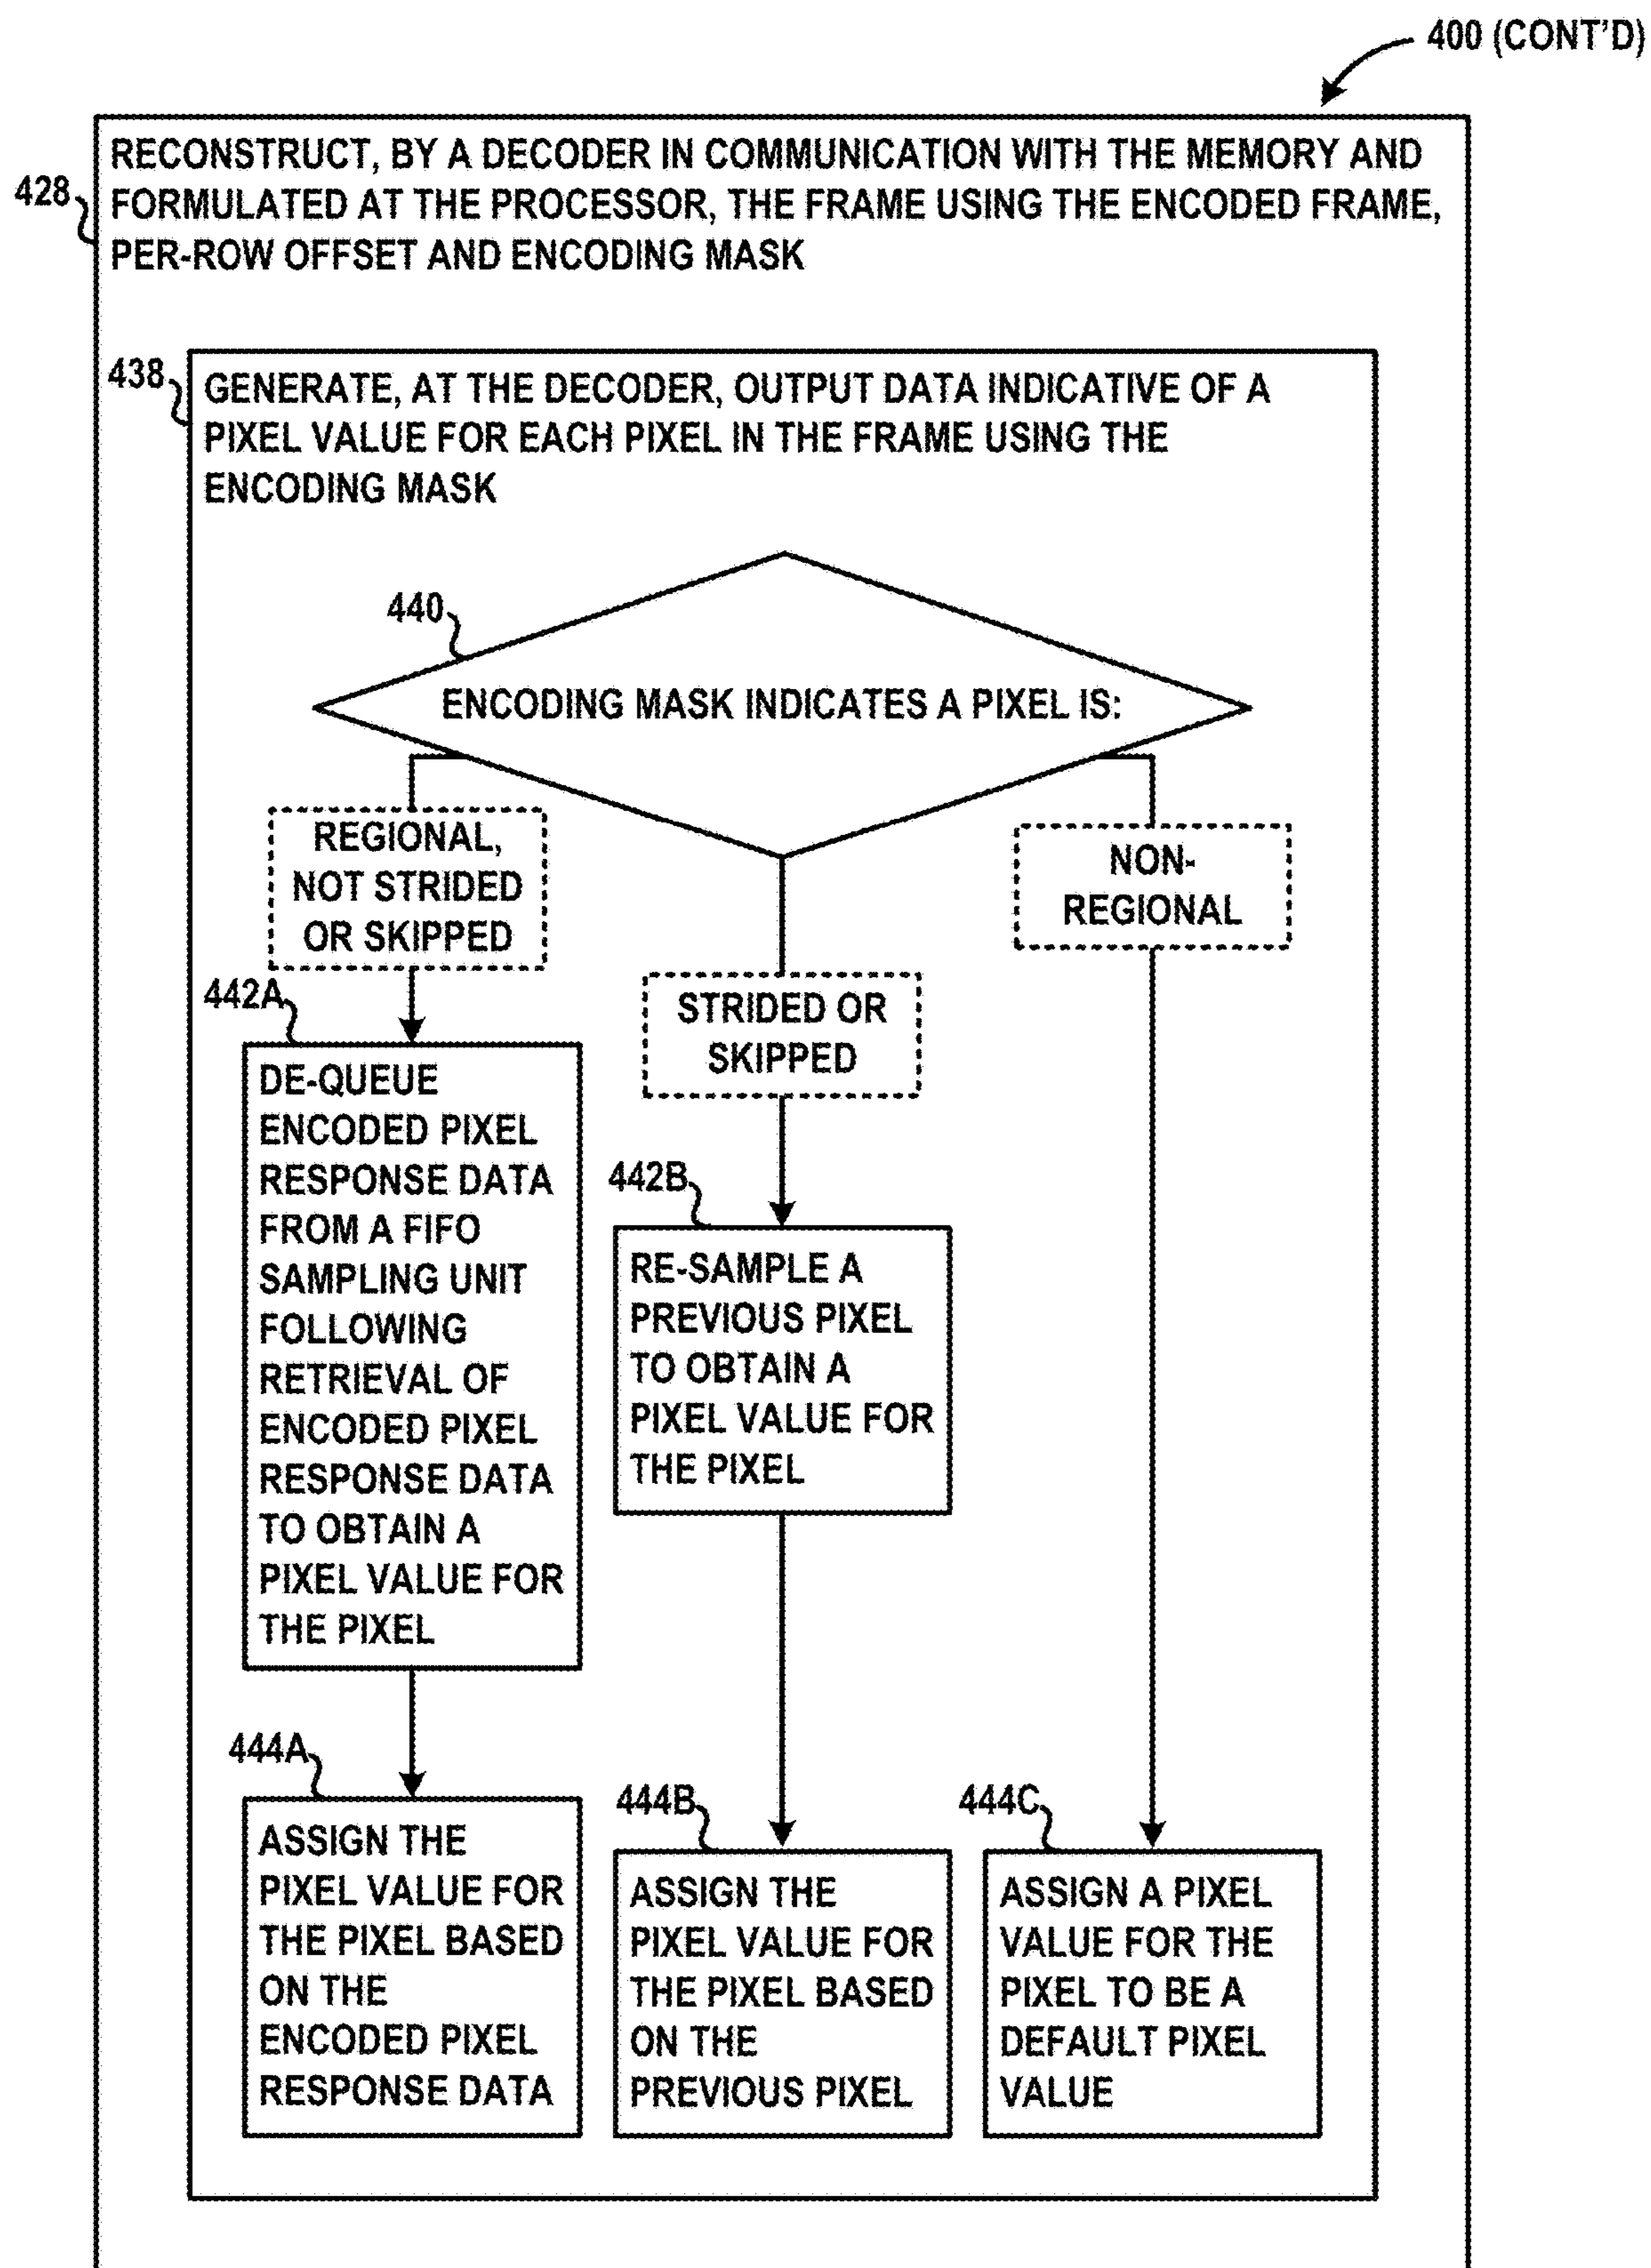 400 (CONT'D)
428
RECONSTRUCT, BY A DECODER IN COMMUNICATION WITH THE MEMORY AND
FORMULATED AT THE PROCESSOR, THE FRAME USING THE ENCODED FRAME,
PER-ROW OFFSET AND ENCODING MASK
438
GENERATE, AT THE DECODER, OUTPUT DATA INDICATIVE OF A
PIXEL VALUE FOR EACH PIXEL IN THE FRAME USING THE
ENCODING MASK
440
ENCODING MASK INDICATES A PIXEL IS:
REGIONAL,
NOT STRIDED
OR SKIPPED
STRIDED OR
SKIPPED
NON-
REGIONAL
442A
DE-QUEUE
ENCODED PIXEL
RESPONSE DATA
FROM A FIFO
SAMPLING UNIT
FOLLOWING
RETRIEVAL OF
ENCODED PIXEL
RESPONSE DATA
TO OBTAIN A
PIXEL VALUE FOR
THE PIXEL
442B
RE-SAMPLE A
PREVIOUS PIXEL
TO OBTAIN A
PIXEL VALUE FOR
THE PIXEL
444A
ASSIGN THE
PIXEL VALUE FOR
THE PIXEL BASED
ON THE
ENCODED PIXEL
RESPONSE DATA
444B
ASSIGN THE
PIXEL VALUE FOR
THE PIXEL BASED
ON THE
PREVIOUS PIXEL
444C
ASSIGN A PIXEL
VALUE FOR THE
PIXEL TO BE A
DEFAULT PIXEL
VALUE